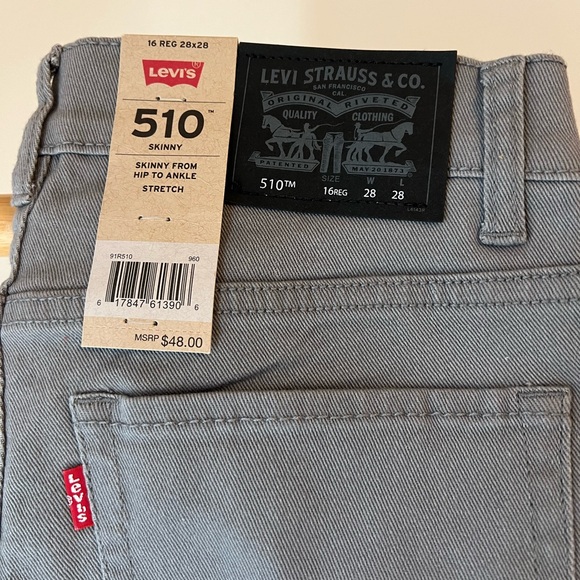 16 REG 28x28
LEVI'S
510™
SKINNY
SKINNY FROM
HIP TO ANKLE
STRETCH
91R510 960
6 17847 61390 6
MSRP $48.00
LEVI STRAUSS & CO.
SAN FRANCISCO
CAL
ORIGINAL RIVETED
QUALITY CLOTHING
PATENTED MAY 20 1873
SIZE W L
510™ 16REG 28 28
LEVI'S